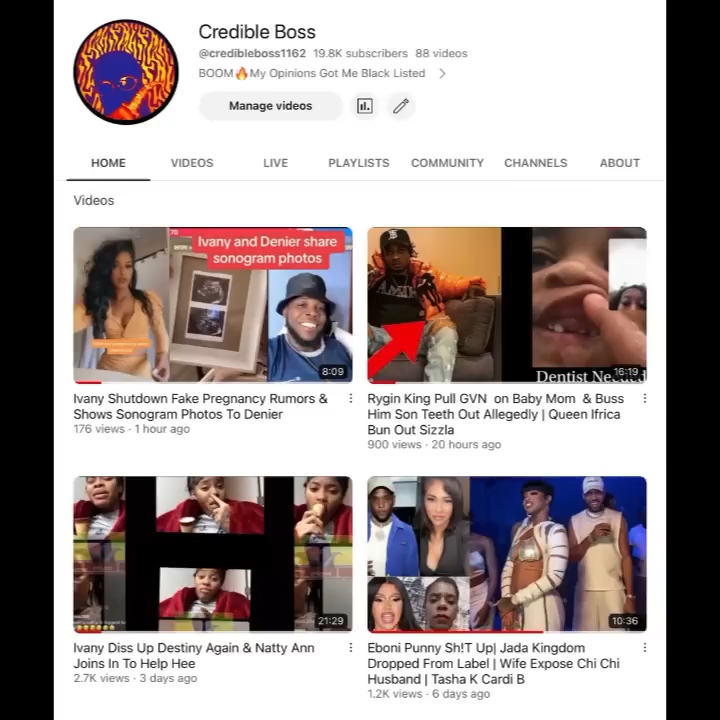 Credible Boss
@credibleboss1162 19.8K subscribers 88 videos
BOOM🔥My Opinions Got Me Black Listed
Manage videos
HOME VIDEOS LIVE PLAYLISTS COMMUNITY CHANNELS ABOUT
Videos
Ivany and Denier share
sonogram photos
8:09
Dentist Needed
16:19
Ivany Shutdown Fake Pregnancy Rumors &
Shows Sonogram Photos To Denier
176 views · 1 hour ago
Rygin King Pull GVN on Baby Mom & Buss
Him Son Teeth Out Allegedly | Queen Ifrica
Bun Out Sizzla
900 views · 20 hours ago
21:29
10:36
Ivany Diss Up Destiny Again & Natty Ann
Joins In To Help Hee
2.7K views · 3 days ago
Eboni Punny Sh!T Up| Jada Kingdom
Dropped From Label | Wife Expose Chi Chi
Husband | Tasha K Cardi B
1.2K views · 6 days ago